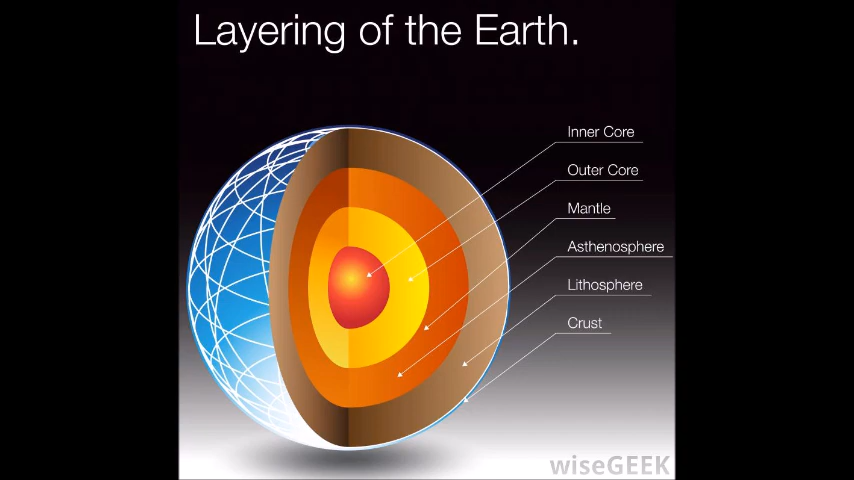 Layering of the Earth.
Inner Core
Outer Core
Mantle
Asthenosphere
Lithosphere
Crust
wiseGEEK